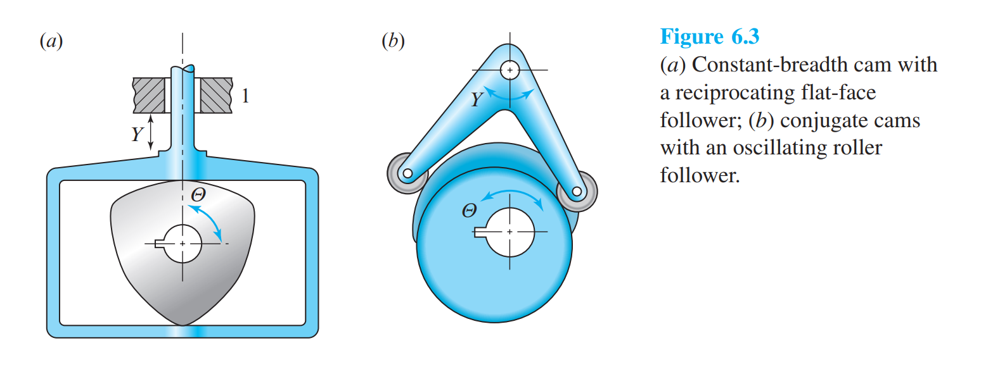 (a)
1
Y
Θ
(b)
Y
Θ
Figure 6.3
(a) Constant-breadth cam with
a reciprocating flat-face
follower; (b) conjugate cams
with an oscillating roller
follower.